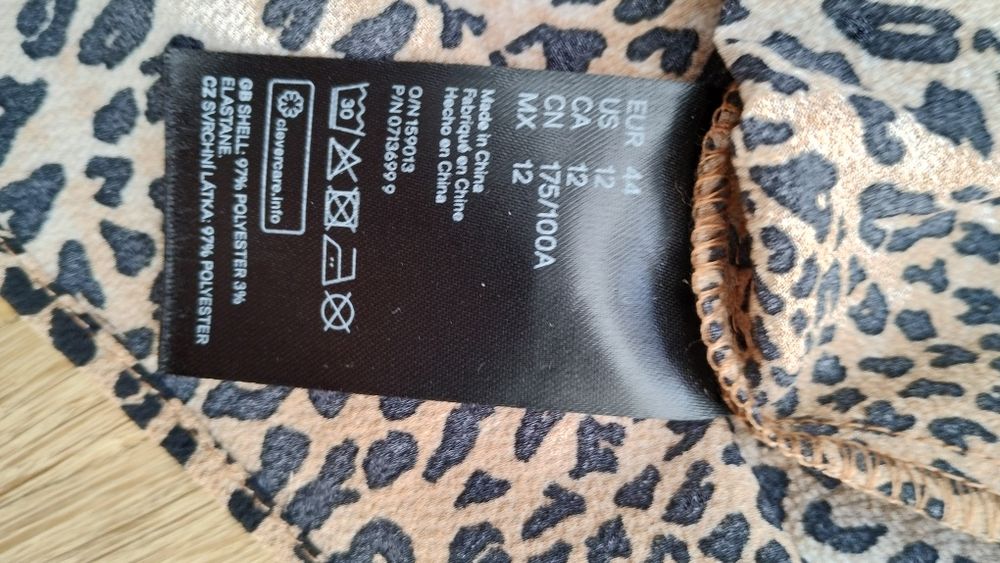 EUR 44
US 12
CA 12
CN 175/100A
MX 12
Made in China
Fabriqué en Chine
Hecho en China
O/N 159013
P/N 0713699 9
30
clevercare.info
GB SHELL: 97% POLYESTER 3%
ELASTANE.
CZ SVRCHNÍ LÁTKA: 97% POLYESTER